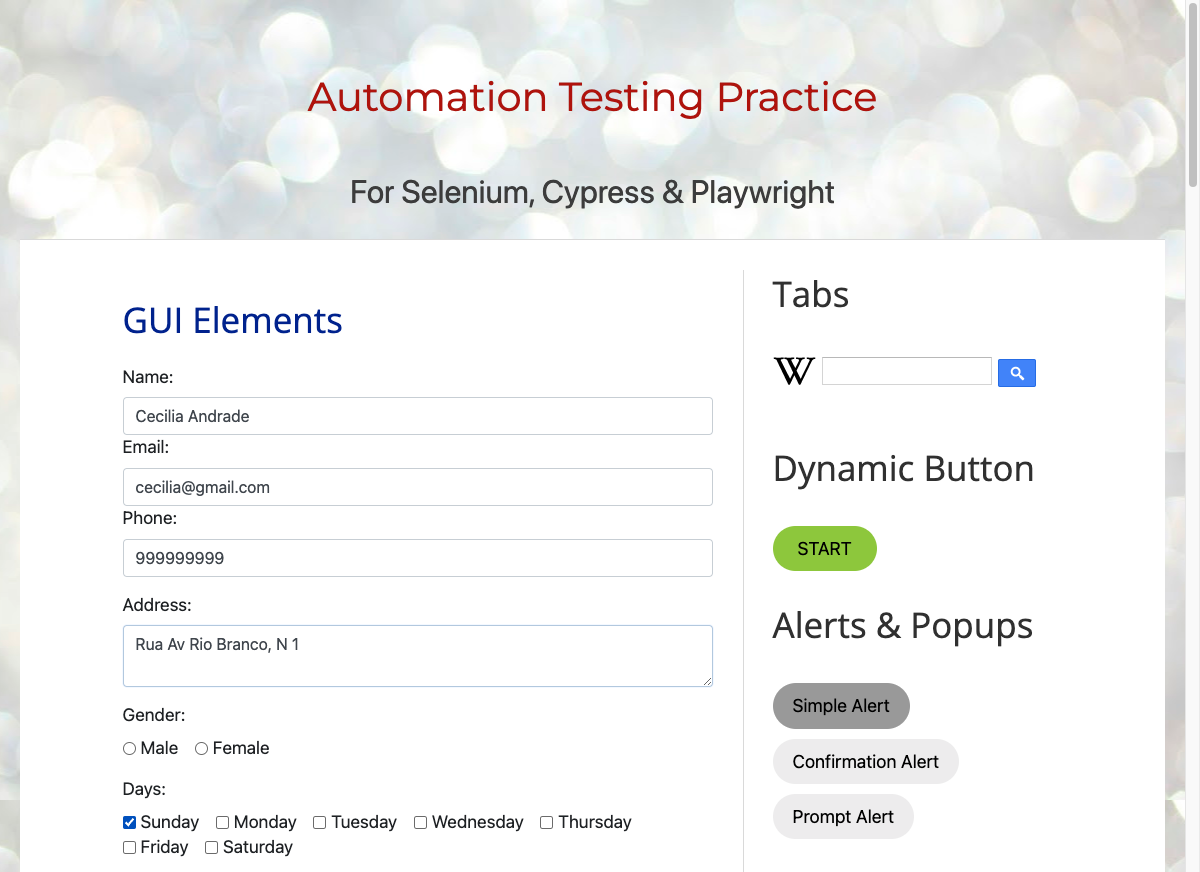 Automation Testing Practice
For Selenium, Cypress & Playwright
GUI Elements
Name:
Cecilia Andrade
Email:
cecilia@gmail.com
Phone:
999999999
Address:
Rua Av Rio Branco, N 1
Gender:
Male Female
Days:
Sunday Monday Tuesday Wednesday Thursday
Friday Saturday
Tabs
W
Dynamic Button
START
Alerts & Popups
Simple Alert
Confirmation Alert
Prompt Alert